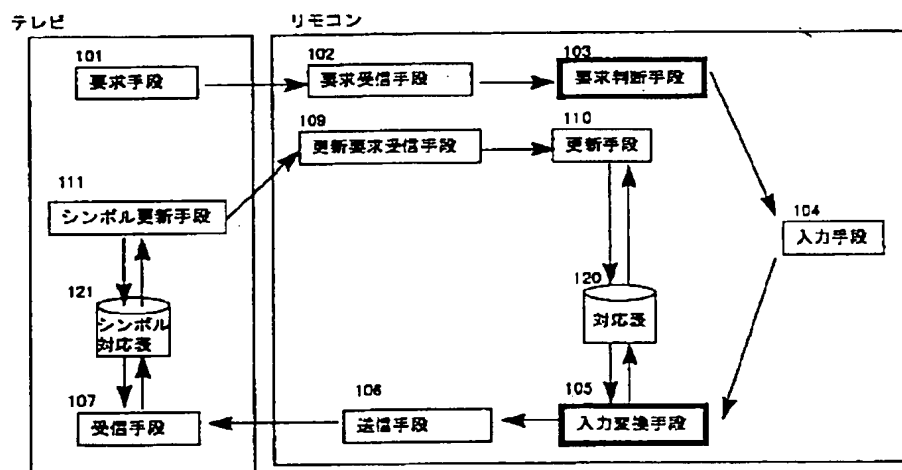 テレビ
リモコン
101
要求手段
102
要求受信手段
103
要求判断手段
109
更新要求受信手段
110
更新手段
111
シンボル更新手段
104
入力手段
121
シンボル
対応表
120
対応表
107
受信手段
106
送信手段
105
入力変換手段